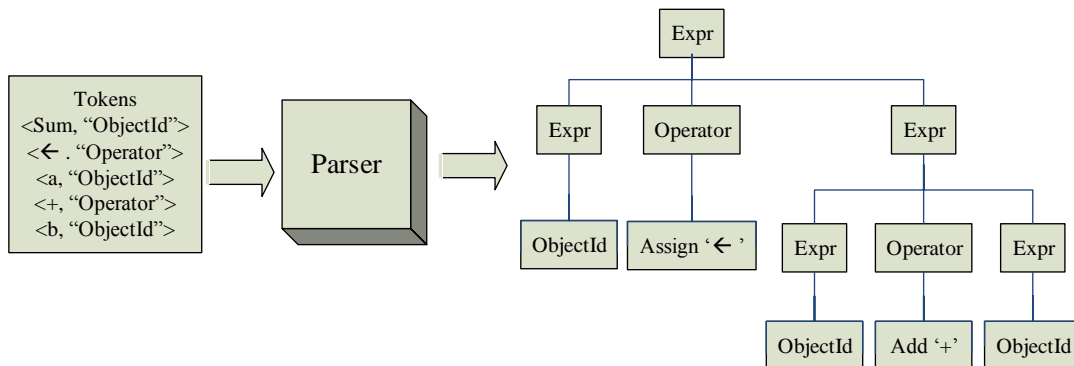 Tokens
<Sum, “ObjectId”>
<← . “Operator”>
<a, “ObjectId”>
<+, “Operator”>
<b, “ObjectId”>
Parser
Expr
Expr
Operator
Expr
ObjectId
Assign ‘← ’
Expr
Operator
Expr
ObjectId
Add ‘+’
ObjectId